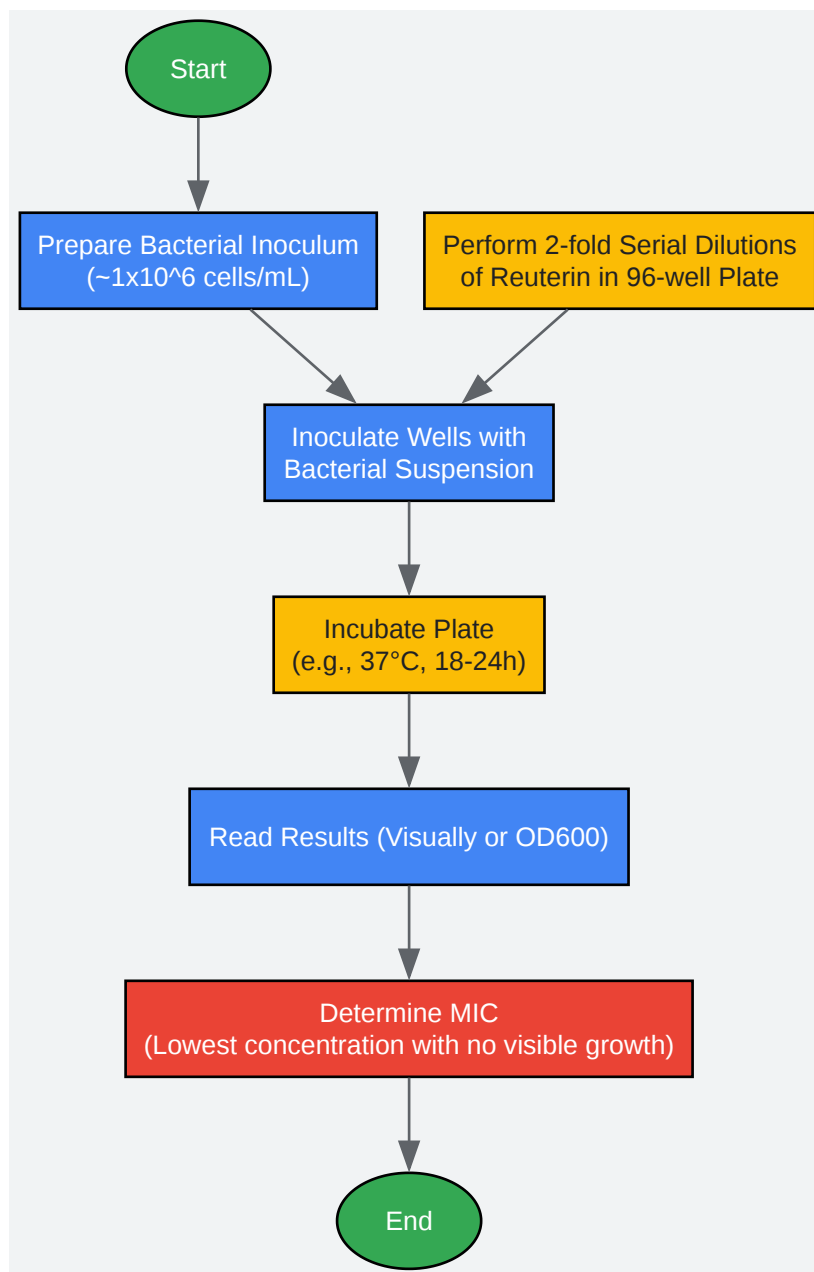 Start
Prepare Bacterial Inoculum
(~1x10^6 cells/mL)
Perform 2-fold Serial Dilutions
of Reuterin in 96-well Plate
Inoculate Wells with
Bacterial Suspension
Incubate Plate
(e.g., 37°C, 18-24h)
Read Results (Visually or OD600)
Determine MIC
(Lowest concentration with no visible growth)
End